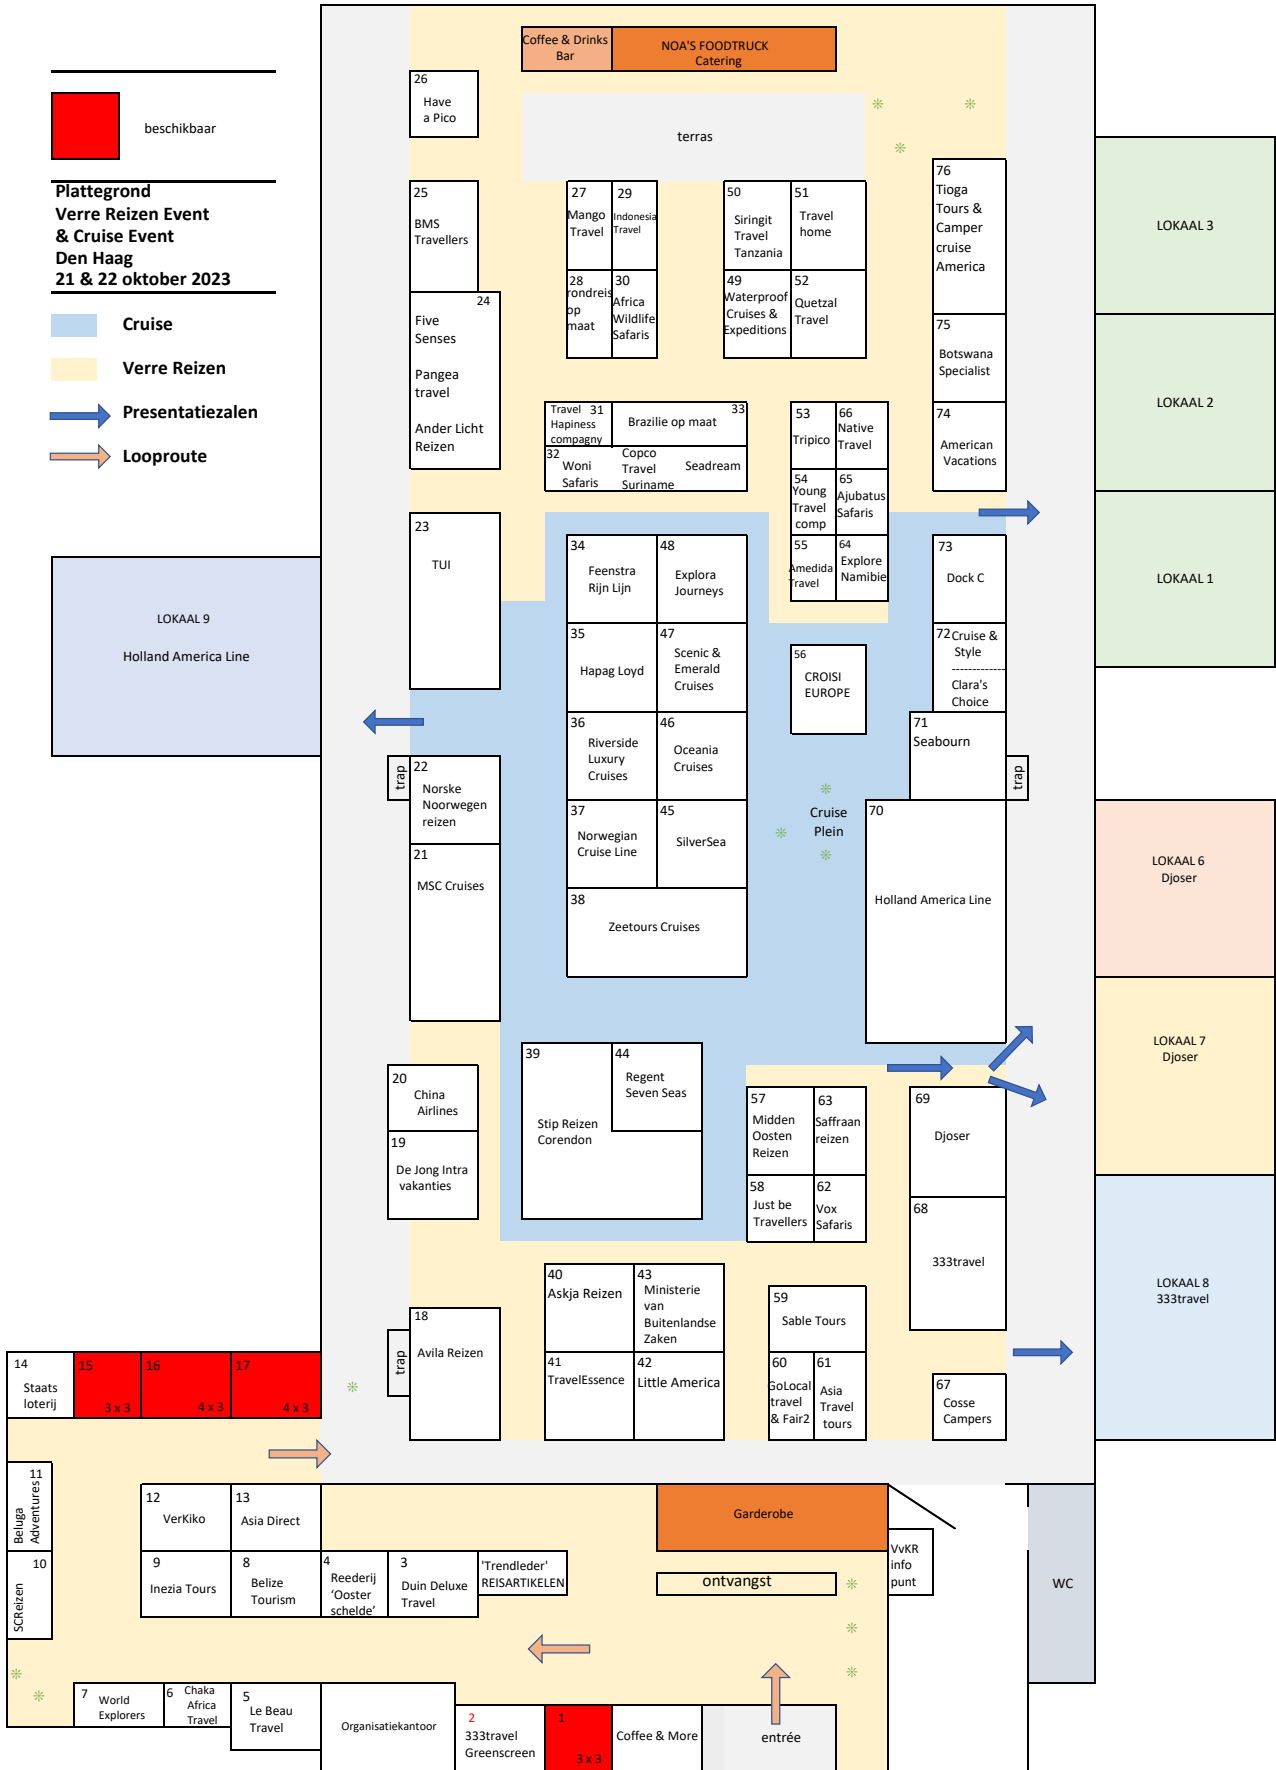 Coffee & Drinks
Bar
NOA'S FOODTRUCK
Catering
26
Have
a Pico
beschikbaar
terras
Plattegrond
Verre Reizen Event
& Cruise Event
Den Haag
21 & 22 oktober 2023
Cruise
Verre Reizen
Presentatiezalen
Looproute
25
BMS
Travellers
24
Five
Senses
Pangea
travel
Ander Licht
Reizen
27
Mango
Travel
29
Indonesia
Travel
28
rondreis
op
maat
30
Africa
Wildlife
Safaris
50
Siringit
Travel
Tanzania
51
Travel
home
49
Waterproof
Cruises &
Expeditions
52
Quetzal
Travel
76
Tioga
Tours &
Camper
cruise
America
75
Botswana
Specialist
74
American
Vacations
LOKAAL 3
LOKAAL 2
LOKAAL 1
Travel 31
Hapiness
compagny
33
Brazilie op maat
32
Woni
Safaris
Copco
Travel
Suriname
Seadream
53
Tripico
66
Native
Travel
54
Young
Travel
comp
65
Ajubatus
Safaris
55
Amedida
Travel
64
Explore
Namibie
23
TUI
LOKAAL 9
Holland America Line
34
Feenstra
Rijn Lijn
48
Explora
Journeys
35
Hapag Loyd
47
Scenic &
Emerald
Cruises
36
Riverside
Luxury
Cruises
46
Oceania
Cruises
37
Norwegian
Cruise Line
45
SilverSea
38
Zeetours Cruises
56
CROISI
EUROPE
73
Dock C
72 Cruise &
Style
-------------
Clara's
Choice
71
Seabourn
trap
trap
22
Norske
Noorwegen
reizen
21
MSC Cruises
Cruise
Plein
70
Holland America Line
LOKAAL 6
Djoser
LOKAAL 7
Djoser
LOKAAL 8
333travel
20
China
Airlines
19
De Jong Intra
vakanties
39
Stip Reizen
Corendon
44
Regent
Seven Seas
57
Midden
Oosten
Reizen
63
Saffraan
reizen
58
Just be
Travellers
62
Vox
Safaris
69
Djoser
68
333travel
40
Askja Reizen
43
Ministerie
van
Buitenlandse
Zaken
41
TravelEssence
42
Little America
59
Sable Tours
60
GoLocal
travel
& Fair2
61
Asia
Travel
tours
67
Cosse
Campers
18
Avila Reizen
trap
14
Staats
loterij
15
3 x 3
16
4 x 3
17
4 x 3
11
Beluga
Adventures
10
SCReizen
12
VerKiko
13
Asia Direct
9
Inezia Tours
8
Belize
Tourism
4
Reederij
‘Ooster
schelde’
3
Duin Deluxe
Travel
'Trendleder'
REISARTIKELEN
Garderobe
ontvangst
VvKR
info
punt
WC
7
World
Explorers
6
Chaka
Africa
Travel
5
Le Beau
Travel
Organisatiekantoor
2
333travel
Greenscreen
1
3 x 3
Coffee & More
entrée